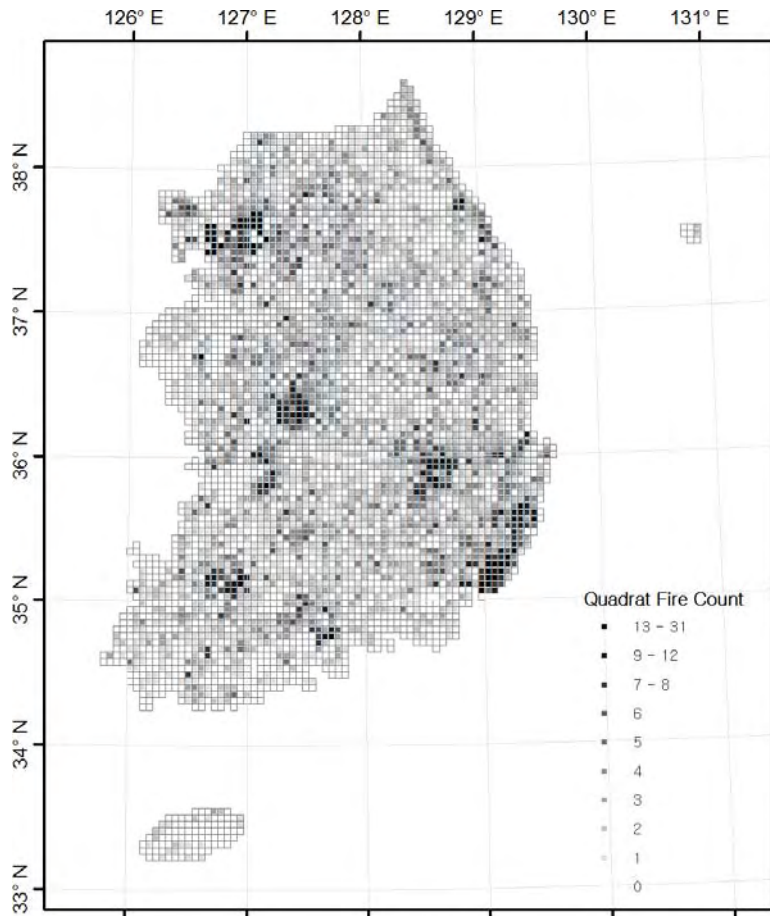 126° E 127° E 128° E 129° E 130° E 131° E
38° N
37° N
36° N
35° N
34° N
33° N
Quadrat Fire Count
13 - 31
9 - 12
7 - 8
6
5
4
3
2
1
0